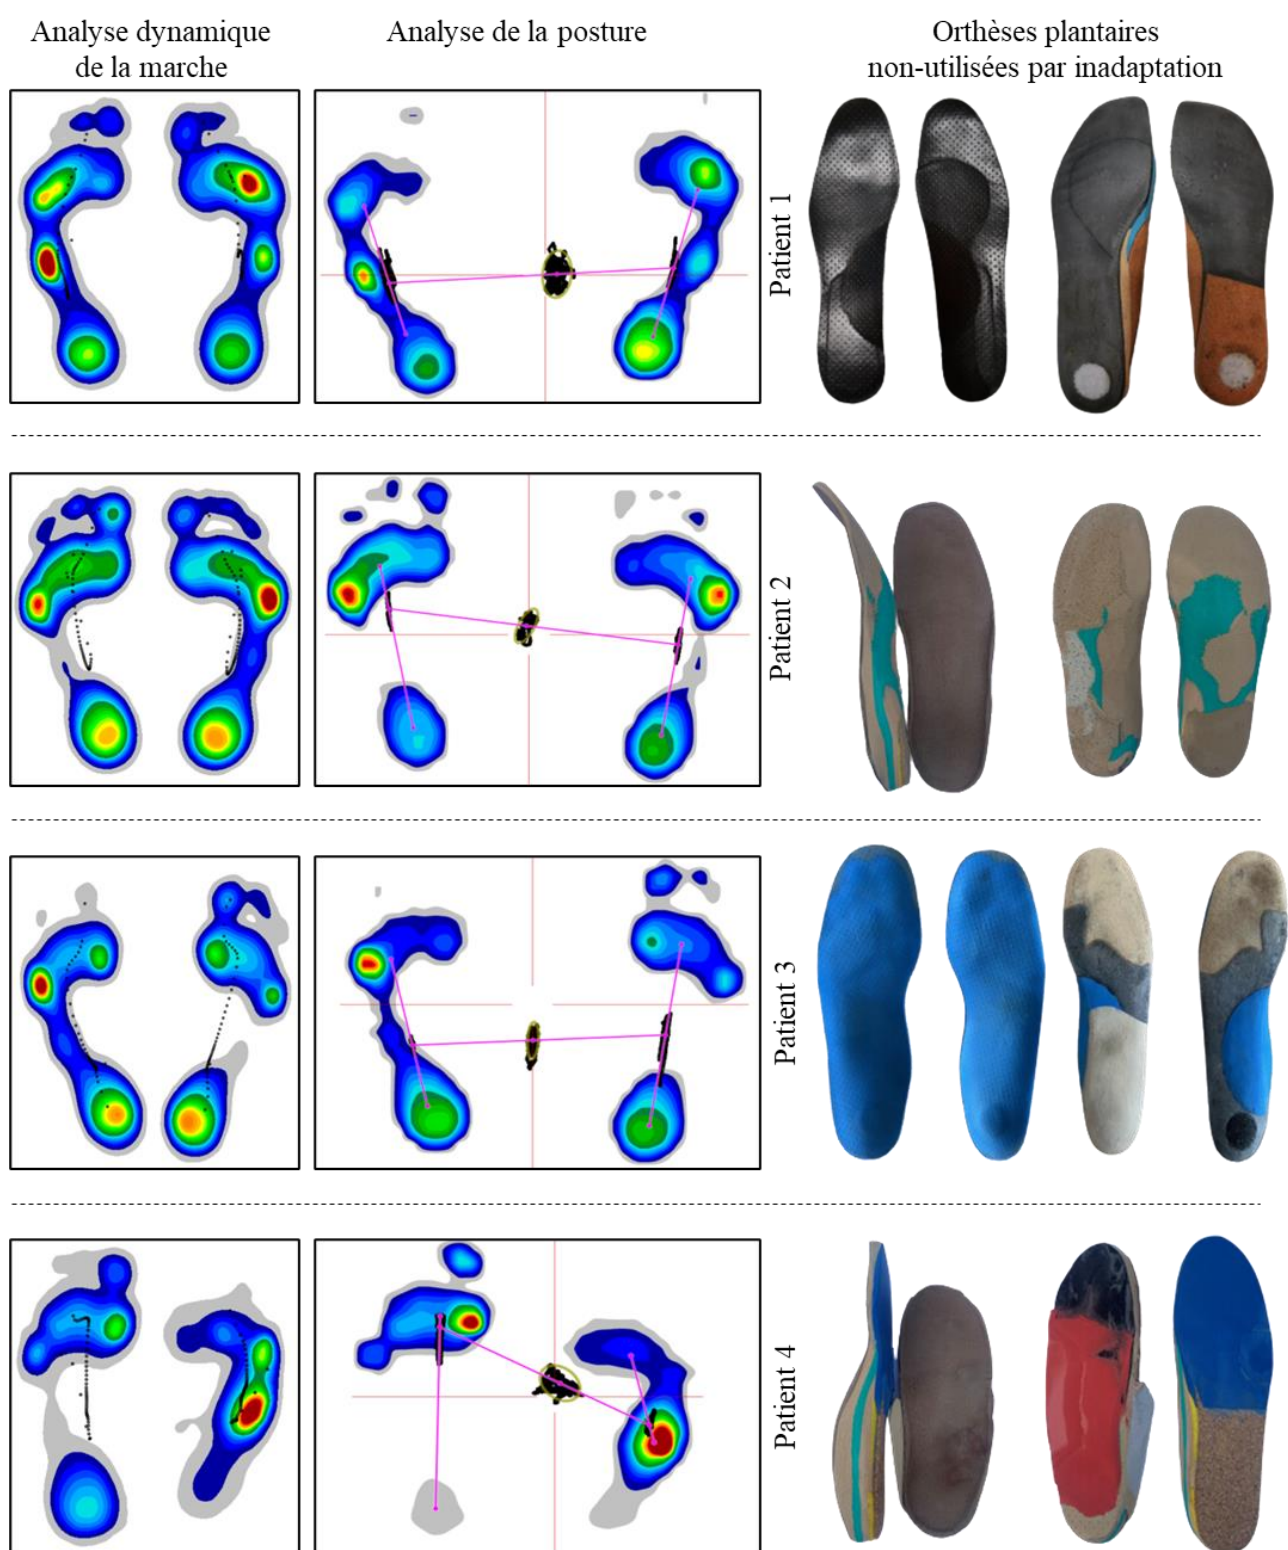 Analyse dynamique
de la marche
Analyse de la posture
Orthèses plantaires
non-utilisées par inadaptation
Patient 1
Patient 2
Patient 3
Patient 4